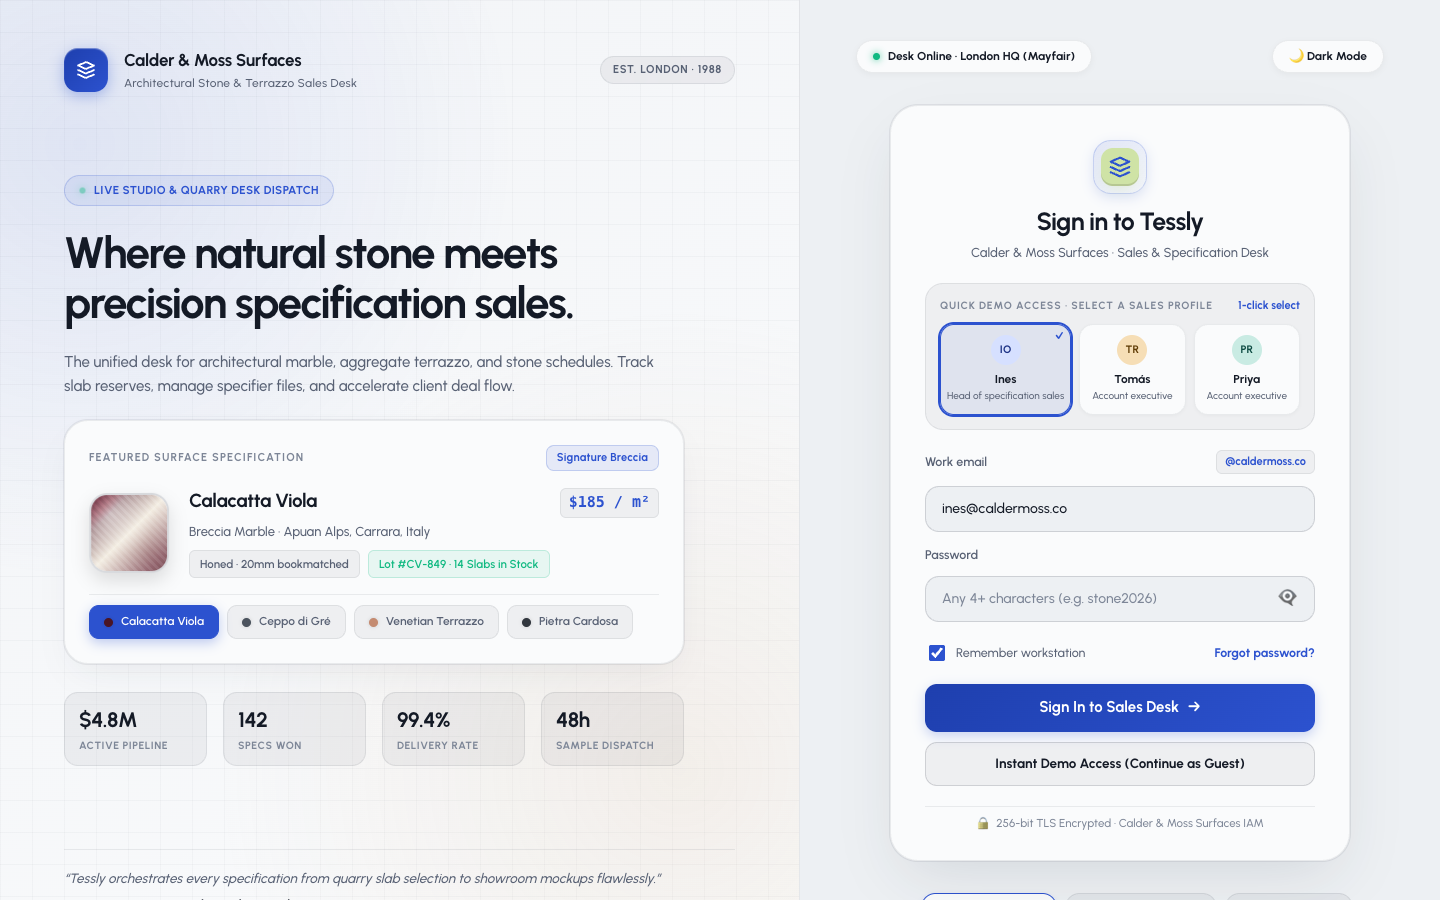 Calder & Moss Surfaces
Architectural Stone & Terrazzo Sales Desk
EST. LONDON · 1988
LIVE STUDIO & QUARRY DESK DISPATCH
Where natural stone meets
precision specification sales.
The unified desk for architectural marble, aggregate terrazzo, and stone schedules. Track
slab reserves, manage specifier files, and accelerate client deal flow.
FEATURED SURFACE SPECIFICATION
Signature Breccia
Calacatta Viola
$185 / m²
Breccia Marble · Apuan Alps, Carrara, Italy
Honed · 20mm bookmatched
Lot #CV-849 · 14 Slabs in Stock
Calacatta Viola
Ceppo di Gré
Venetian Terrazzo
Pietra Cardosa
$4.8M
ACTIVE PIPELINE
142
SPECS WON
99.4%
DELIVERY RATE
48h
SAMPLE DISPATCH
“Tessly orchestrates every specification from quarry slab selection to showroom mockups flawlessly.”
Desk Online · London HQ (Mayfair)
🌙 Dark Mode
Sign in to Tessly
Calder & Moss Surfaces · Sales & Specification Desk
QUICK DEMO ACCESS · SELECT A SALES PROFILE
1-click select
IO
Ines
Head of specification sales
TR
Tomás
Account executive
PR
Priya
Account executive
Work email
@caldermoss.co
ines@caldermoss.co
Password
Any 4+ characters (e.g. stone2026)
Remember workstation
Forgot password?
Sign In to Sales Desk →
Instant Demo Access (Continue as Guest)
🔒 256-bit TLS Encrypted · Calder & Moss Surfaces IAM